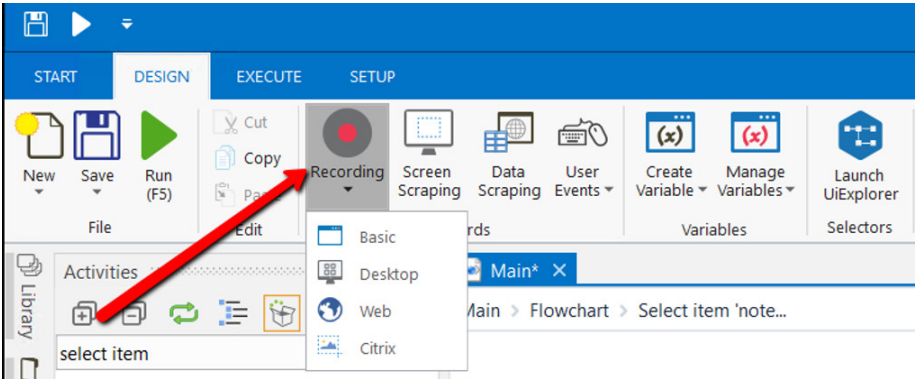 START DESIGN EXECUTE SETUP
New
Save
Run
(F5)
Cut
Copy
Recording
Screen
Scraping
Data
Scraping
User
Events
(x)
Create
Variable
(x)
Manage
Variables
Launch
UiExplorer
File
Edit
rds
Variables
Selectors
Basic
Desktop
Web
Citrix
Library
Activities
select item
Main*
Main > Flowchart > Select item 'note...